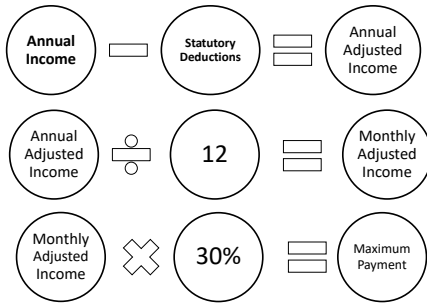 Annual
Income
Statutory
Deductions
Annual
Adjusted
Income
Annual
Adjusted
Income
12
Monthly
Adjusted
Income
Monthly
Adjusted
Income
30%
Maximum
Payment